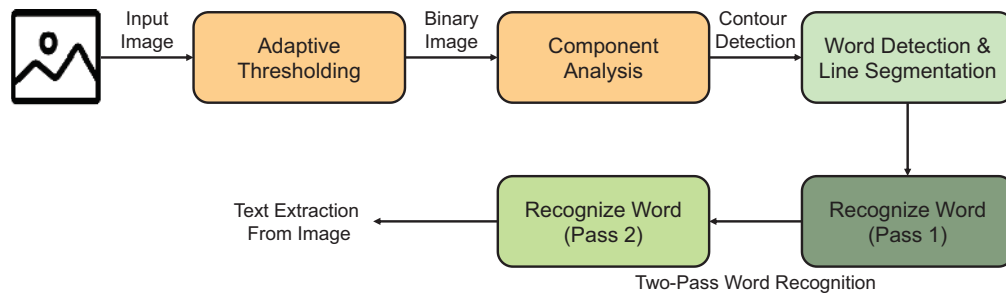 Input
Image
Adaptive
Thresholding
Binary
Image
Component
Analysis
Contour
Detection
Word Detection &
Line Segmentation
Recognize Word
(Pass 1)
Recognize Word
(Pass 2)
Two-Pass Word Recognition
Text Extraction
From Image